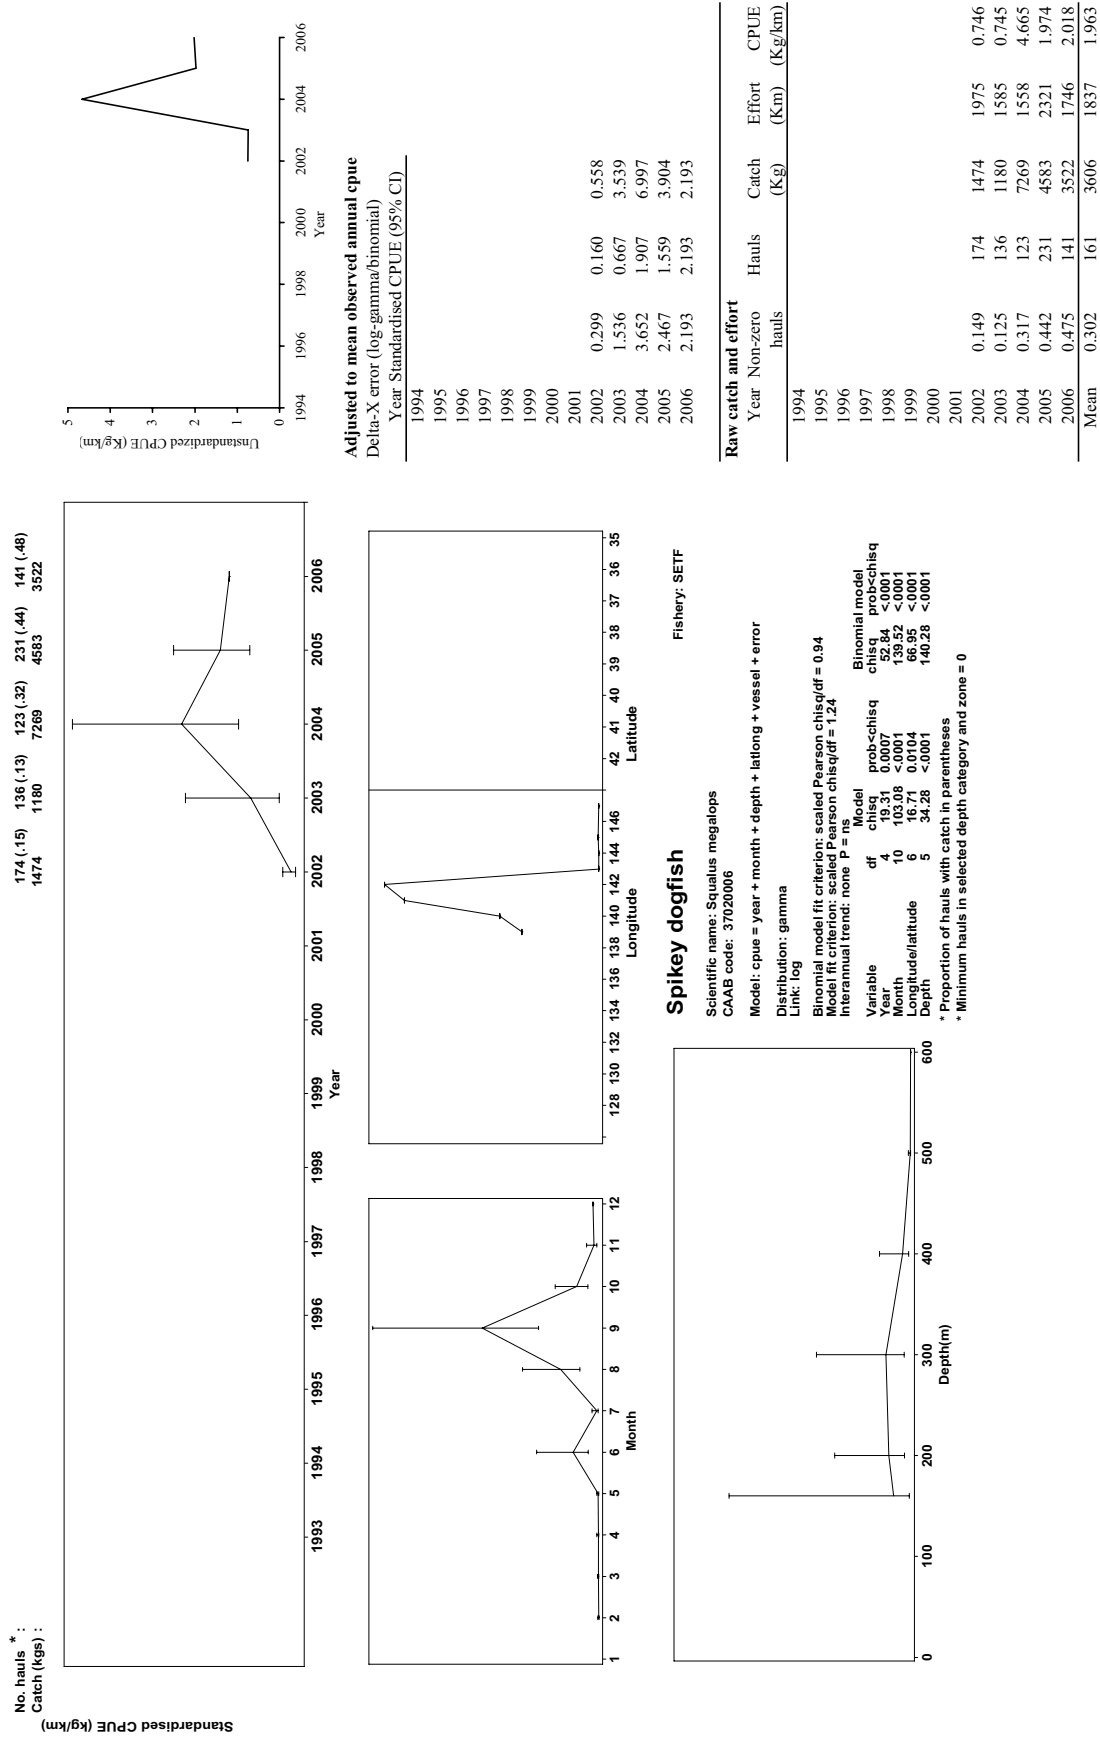 No. hauls * : 174 (.15) 136 (.13) 123 (.32) 231 (.44) 141 (.48)
Catch (kgs) : 1474 1180 7269 4583 3522
Standardised CPUE (kg/km)
1993 1994 1995 1996 1997 1998 1999 2000 2001 2002 2003 2004 2005 2006
Year
1 2 3 4 5 6 7 8 9 10 11 12
Month
128 130 132 134 136 138 140 142 144 146
Longitude
42 41 40 39 38 37 36 35
Latitude
0 100 200 300 400 500 600
Depth(m)
Spikey dogfish
Fishery: SETF
Scientific name: Squalus megalops
CAAB code: 37020006
Model: cpue = year + month + depth + latlong + vessel + error
Distribution: gamma
Link: log
Binomial model fit criterion: scaled Pearson chisq/df = 0.94
Model fit criterion: scaled Pearson chisq/df = 1.24
Interannual trend: none P = ns
Model Binomial model
Variable df chisq prob<chisq chisq prob<chisq
Year 4 19.31 0.0007 52.84 <.0001
Month 10 103.08 <.0001 139.52 <.0001
Longitude/latitude 6 16.71 0.0104 66.95 <.0001
Depth 5 34.28 <.0001 140.28 <.0001
* Proportion of hauls with catch in parentheses
* Minimum hauls in selected depth category and zone = 0
Unstandardized CPUE (Kg/km)
5
4
3
2
1
0
1994 1996 1998 2000 2002 2004 2006
Year
Adjusted to mean observed annual cpue
Delta-X error (log-gamma/binomial)
Year Standardised CPUE (95% CI)
1994
1995
1996
1997
1998
1999
2000
2001
2002 0.299 0.160 0.558
2003 1.536 0.667 3.539
2004 3.652 1.907 6.997
2005 2.467 1.559 3.904
2006 2.193 2.193 2.193
Raw catch and effort
Year Non-zero Hauls Catch Effort CPUE
hauls (Kg) (Km) (Kg/km)
1994
1995
1996
1997
1998
1999
2000
2001
2002 0.149 174 1474 1975 0.746
2003 0.125 136 1180 1585 0.745
2004 0.317 123 7269 1558 4.665
2005 0.442 231 4583 2321 1.974
2006 0.475 141 3522 1746 2.018
Mean 0.302 161 3606 1837 1.963